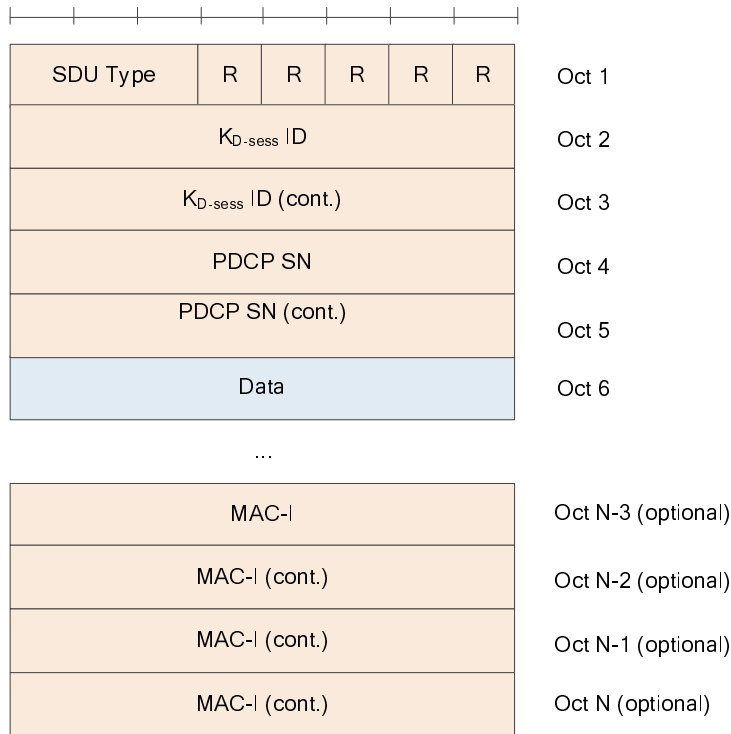 SDU Type R R R R R Oct 1
K_D-sess ID Oct 2
K_D-sess ID (cont.) Oct 3
PDCP SN Oct 4
PDCP SN (cont.) Oct 5
Data Oct 6
...
MAC-I Oct N-3 (optional)
MAC-I (cont.) Oct N-2 (optional)
MAC-I (cont.) Oct N-1 (optional)
MAC-I (cont.) Oct N (optional)